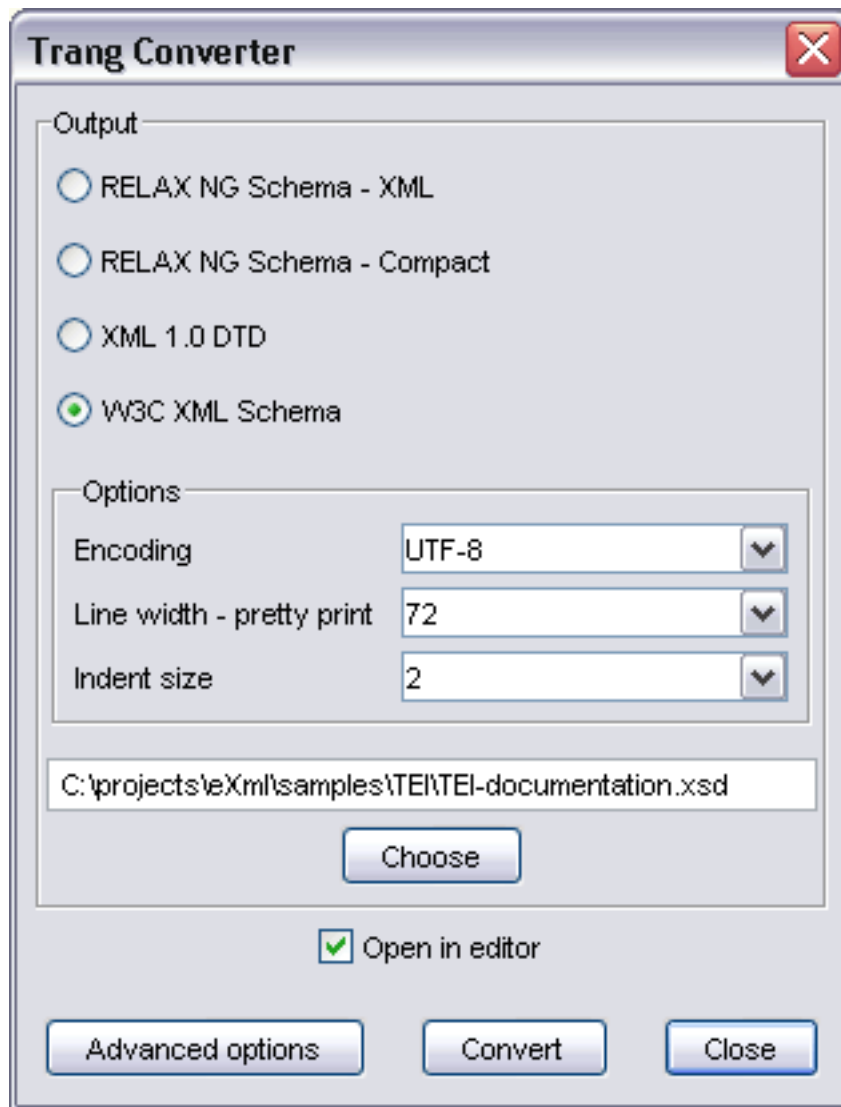 Trang Converter
Output
RELAX NG Schema - XML
RELAX NG Schema - Compact
XML 1.0 DTD
W3C XML Schema
Options
Encoding UTF-8
Line width - pretty print 72
Indent size 2
C:\projects\eXml\samples\TEI\TEI-documentation.xsd
Choose
Open in editor
Advanced options Convert Close